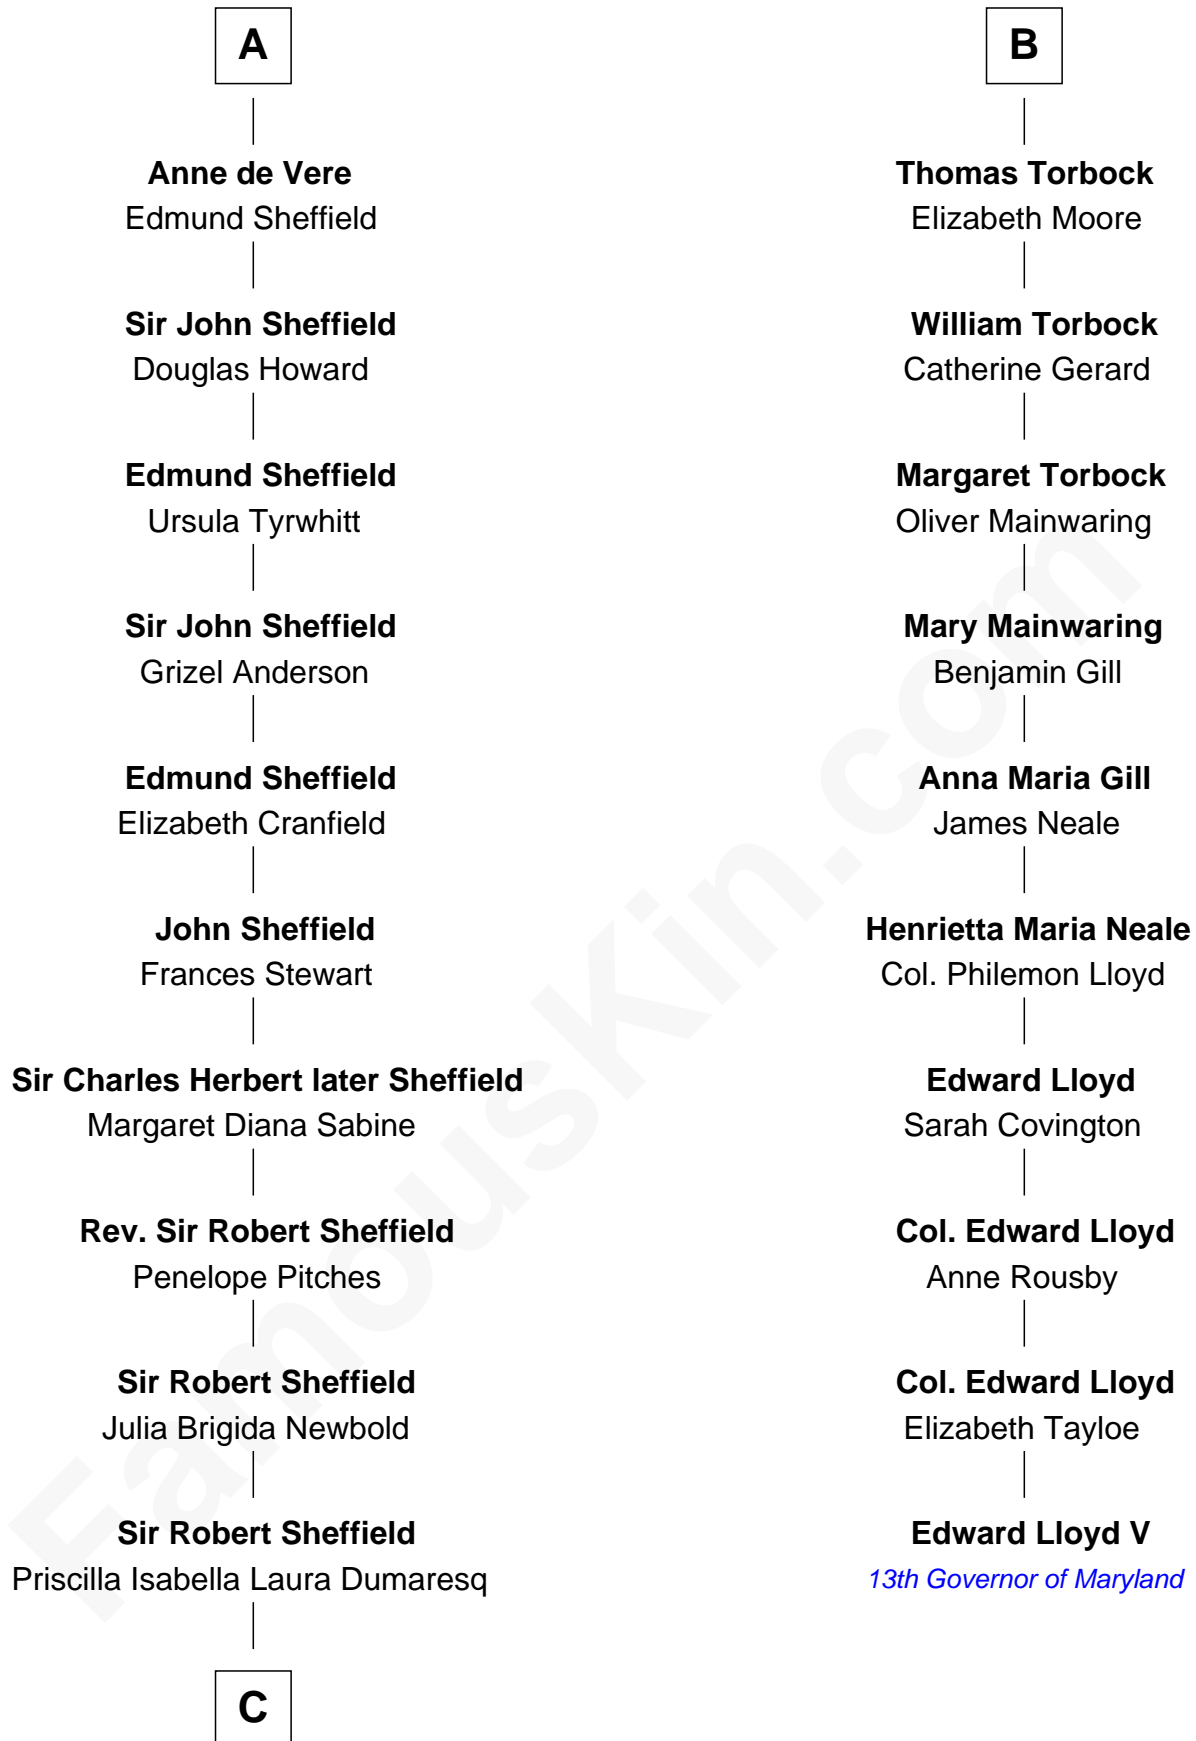 A
Anne de Vere
Edmund Sheffield
Sir John Sheffield
Douglas Howard
Edmund Sheffield
Ursula Tyrwhitt
Sir John Sheffield
Grizel Anderson
Edmund Sheffield
Elizabeth Cranfield
John Sheffield
Frances Stewart
Sir Charles Herbert later Sheffield
Margaret Diana Sabine
Rev. Sir Robert Sheffield
Penelope Pitches
Sir Robert Sheffield
Julia Brigida Newbold
Sir Robert Sheffield
Priscilla Isabella Laura Dumaresq
C
B
Thomas Torbock
Elizabeth Moore
William Torbock
Catherine Gerard
Margaret Torbock
Oliver Mainwaring
Mary Mainwaring
Benjamin Gill
Anna Maria Gill
James Neale
Henrietta Maria Neale
Col. Philemon Lloyd
Edward Lloyd
Sarah Covington
Col. Edward Lloyd
Anne Rousby
Col. Edward Lloyd
Elizabeth Tayloe
Edward Lloyd V
13th Governor of Maryland
FamousKin.com